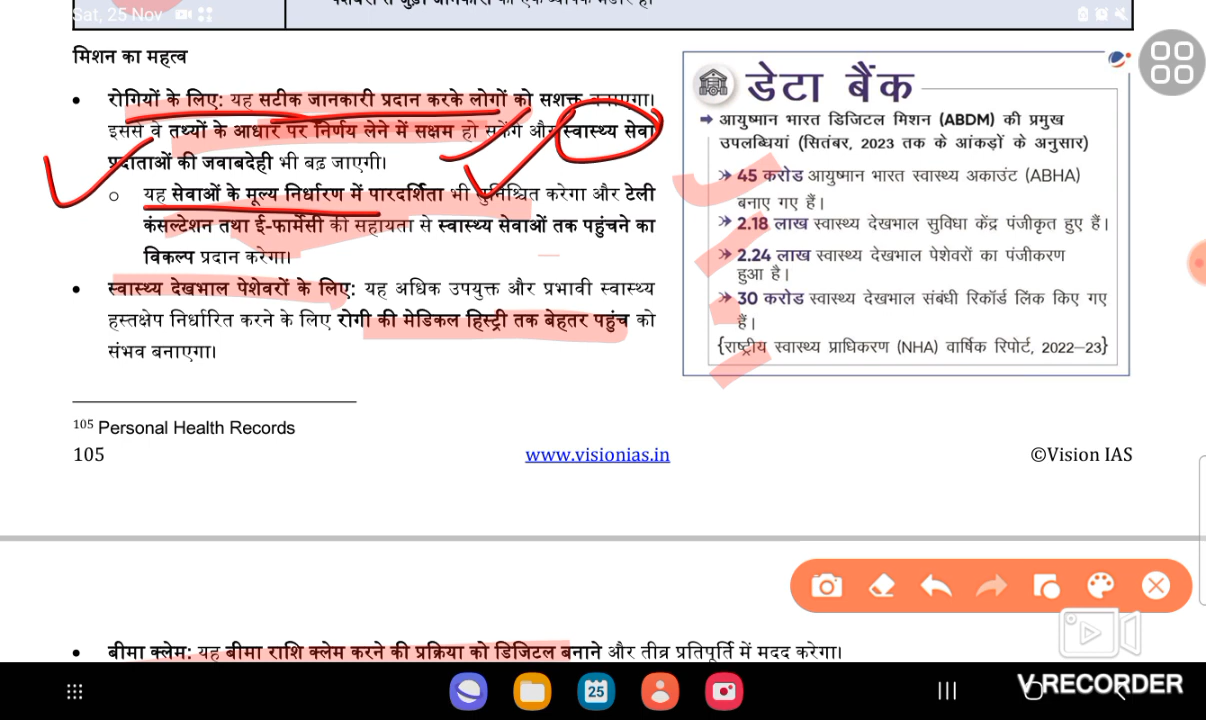 Sat, 25 Nov
मिशन का महत्व
• रोगियों के लिए: यह सटीक जानकारी प्रदान करके लोगों को सशक्त बनाएगा।
इससे वे तथ्यों के आधार पर निर्णय लेने में सक्षम हो सकेंगे और स्वास्थ्य सेवा
प्रदाताओं की जवाबदेही भी बढ़ जाएगी।
o यह सेवाओं के मूल्य निर्धारण में पारदर्शिता भी सुनिश्चित करेगा और टेली
कंसल्टेशन तथा ई-फार्मेसी की सहायता से स्वास्थ्य सेवाओं तक पहुंचने का
विकल्प प्रदान करेगा।
• स्वास्थ्य देखभाल पेशेवरों के लिए: यह अधिक उपयुक्त और प्रभावी स्वास्थ्य
हस्तक्षेप निर्धारित करने के लिए रोगी की मेडिकल हिस्ट्री तक बेहतर पहुंच को
संभव बनाएगा।
डेटा बैंक
आयुष्मान भारत डिजिटल मिशन (ABDM) की प्रमुख
उपलब्धियां (सितंबर, 2023 तक के आंकड़ों के अनुसार)
45 करोड आयुष्मान भारत स्वास्थ्य अकाउंट (ABHA)
बनाए गए हैं।
2.18 लाख स्वास्थ्य देखभाल सुविधा केंद्र पंजीकृत हुए हैं।
2.24 लाख स्वास्थ्य देखभाल पेशेवरों का पंजीकरण
हुआ है।
30 करोड स्वास्थ्य देखभाल संबंधी रिकॉर्ड लिंक किए गए
हैं।
{राष्ट्रीय स्वास्थ्य प्राधिकरण (NHA) वार्षिक रिपोर्ट, 2022–23}
105 Personal Health Records
105
www.visionias.in
©Vision IAS
• बीमा क्लेम: यह बीमा राशि क्लेम करने की प्रक्रिया को डिजिटल बनाने और तीव्र प्रतिपूर्ति में मदद करेगा।
25
V RECORDER